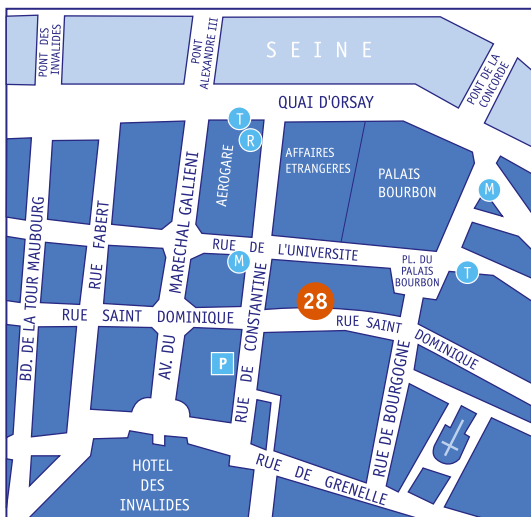 PONT DES
INVALIDES
PONT
ALEXANDRE III
SEINE
PONT DE LA
CONCORDE
QUAI D'ORSAY
T
R
AEROGARE
AFFAIRES
ETRANGERES
PALAIS
BOURBON
M
BD. DE LA TOUR MAUBOURG
RUE FABERT
AV. DU MARECHAL GALLIENI
RUE DE L'UNIVERSITE
M
PL. DU
PALAIS
BOURBON
T
28
RUE SAINT DOMINIQUE
RUE SAINT DOMINIQUE
RUE DE CONSTANTINE
P
RUE DE BOURGOGNE
RUE DE GRENELLE
HOTEL
DES
INVALIDES